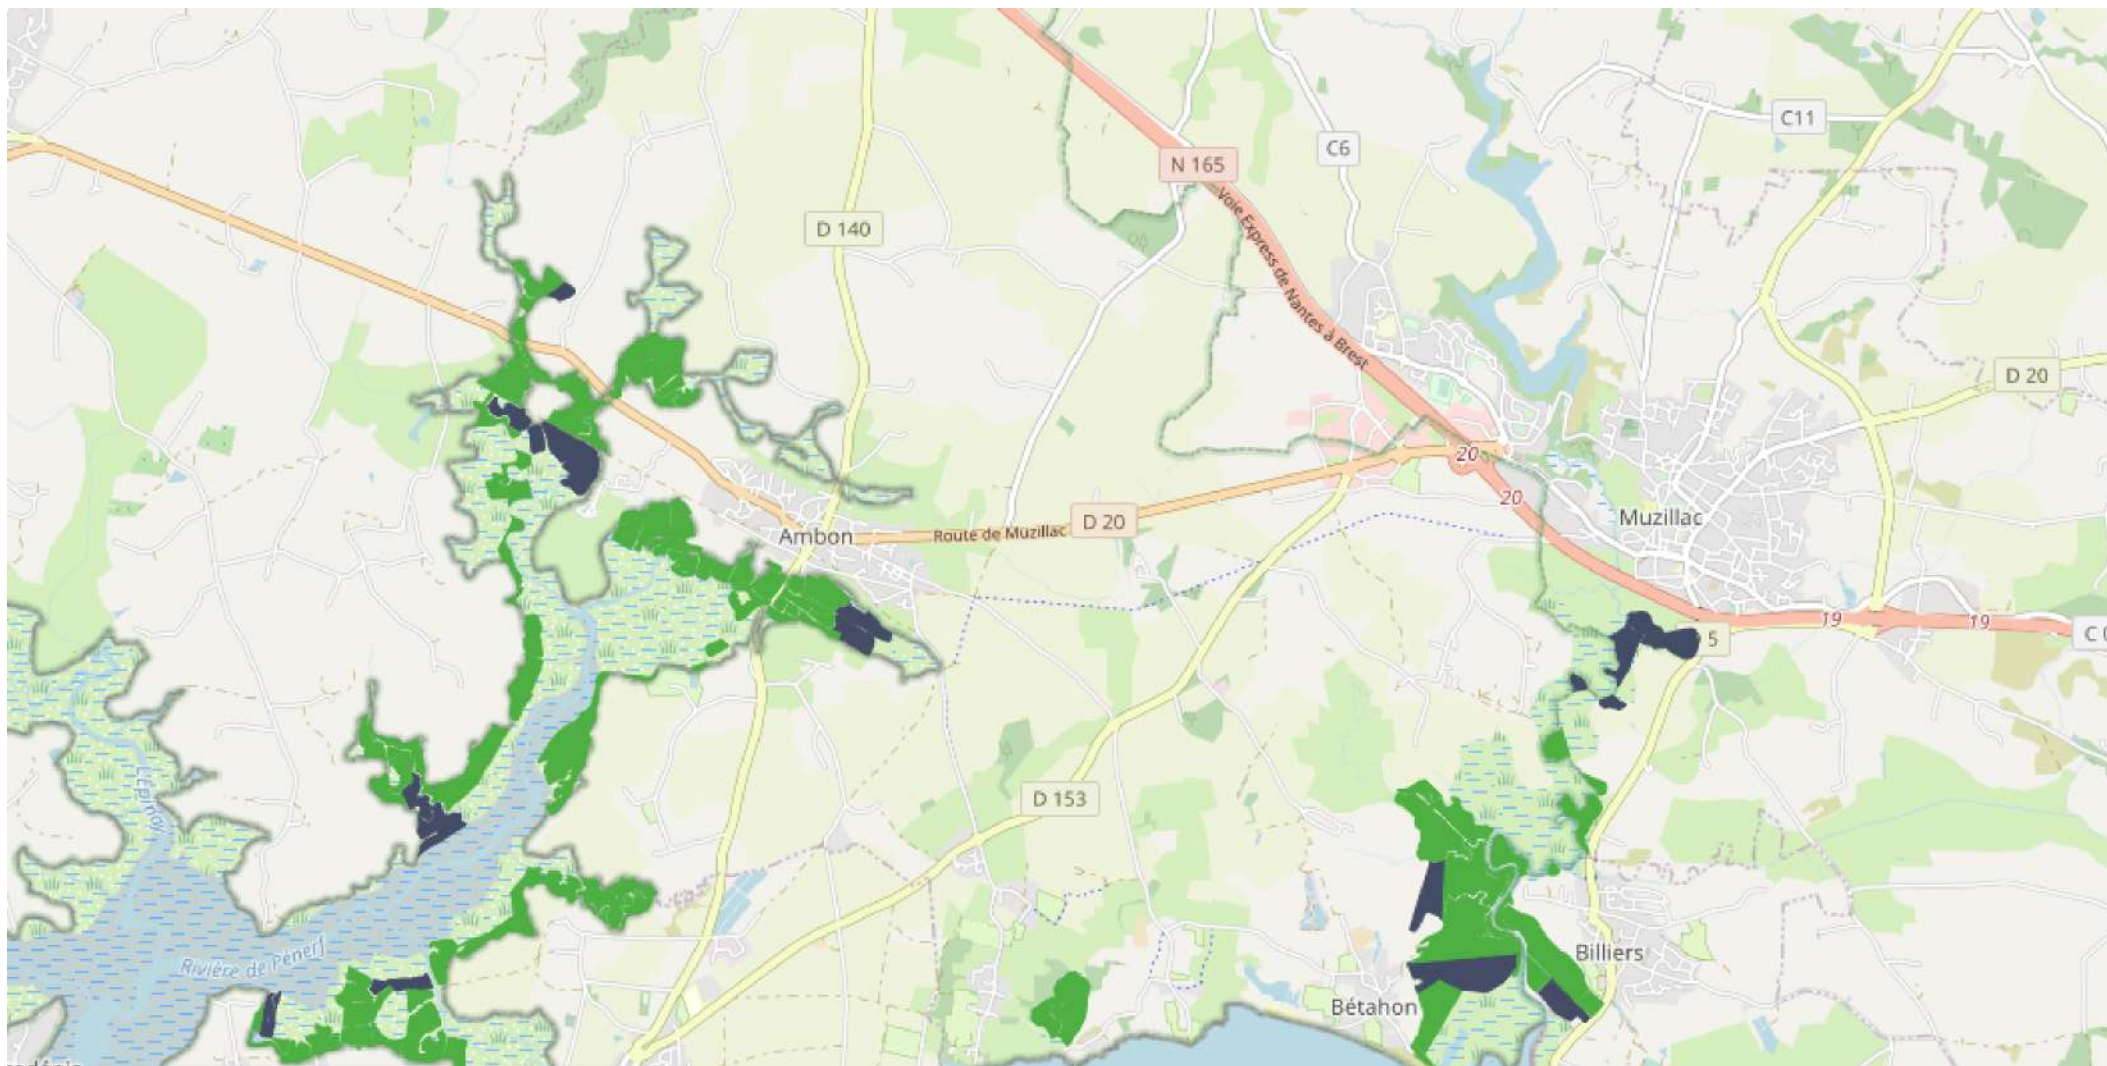 C11
C6
N 165
D 140
Voie Express de Nantes à Brest
D 20
20
20
Muzillac
D 20
Route de Muzillac
Ambon
19
19
5
L'Épinay
D 153
Rivière de Pénerf
Billiers
Bétahon